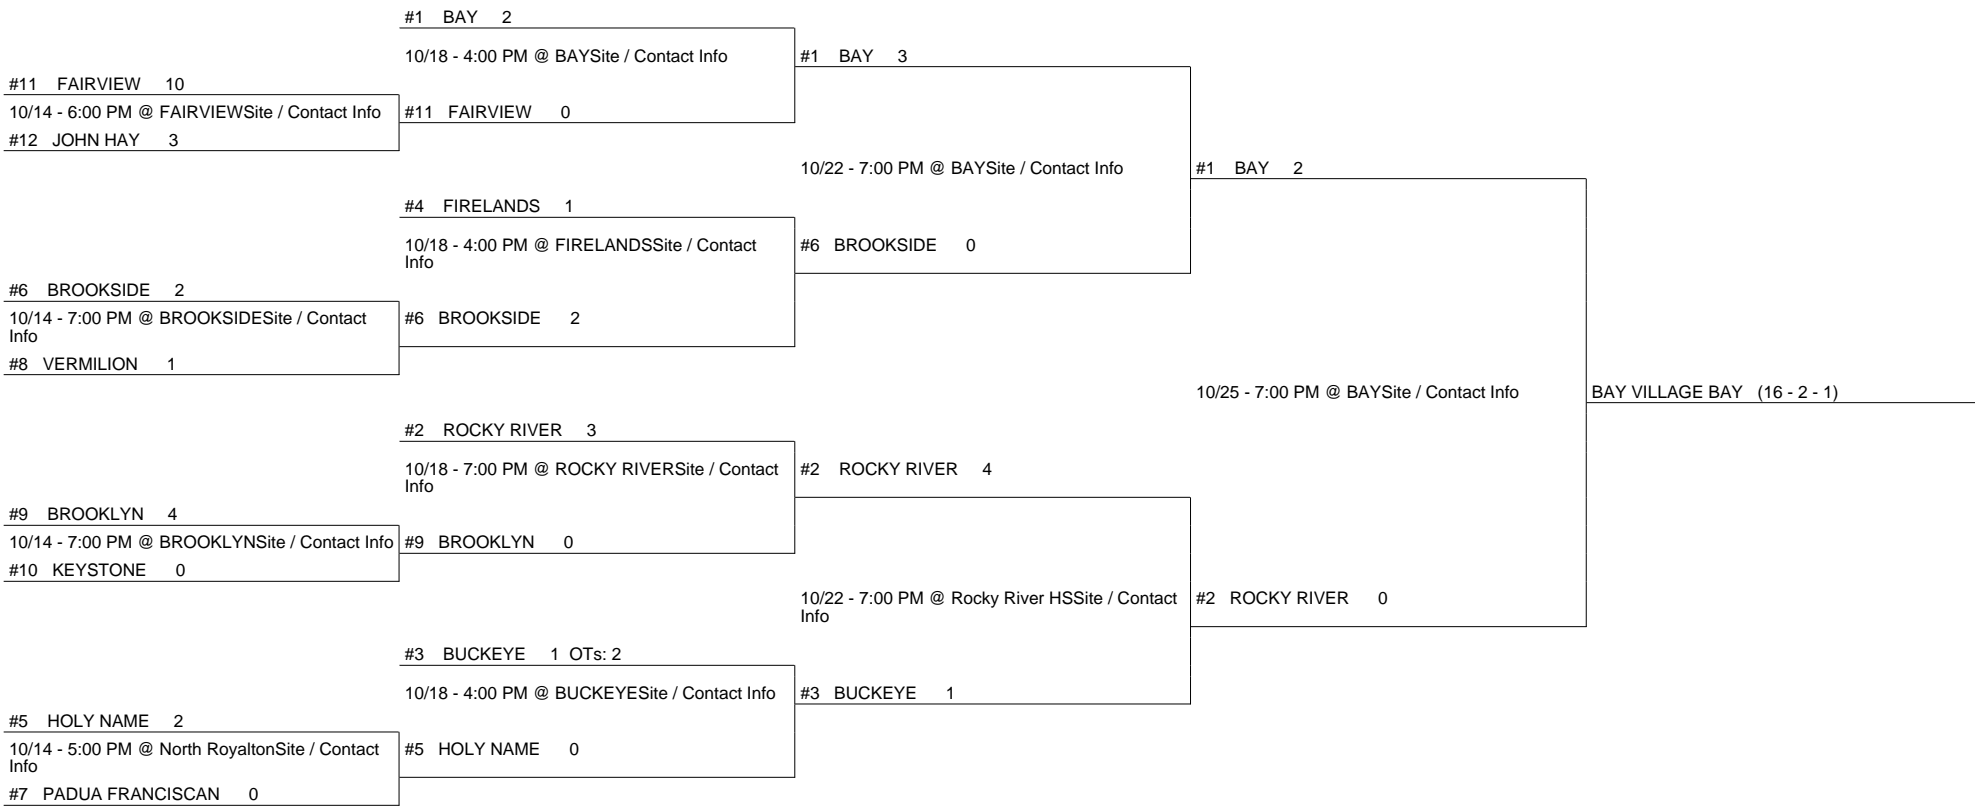 #1 BAY 2
10/18 - 4:00 PM @ BAYSite / Contact Info
#1 BAY 3
#11 FAIRVIEW 10
10/14 - 6:00 PM @ FAIRVIEWSite / Contact Info
#11 FAIRVIEW 0
#12 JOHN HAY 3
10/22 - 7:00 PM @ BAYSite / Contact Info
#1 BAY 2
#4 FIRELANDS 1
10/18 - 4:00 PM @ FIRELANDSSite / Contact
Info
#6 BROOKSIDE 0
#6 BROOKSIDE 2
10/14 - 7:00 PM @ BROOKSIDESite / Contact
Info
#6 BROOKSIDE 2
#8 VERMILION 1
10/25 - 7:00 PM @ BAYSite / Contact Info
BAY VILLAGE BAY (16 - 2 - 1)
#2 ROCKY RIVER 3
10/18 - 7:00 PM @ ROCKY RIVERSite / Contact
Info
#2 ROCKY RIVER 4
#9 BROOKLYN 4
10/14 - 7:00 PM @ BROOKLYNSite / Contact Info
#9 BROOKLYN 0
#10 KEYSTONE 0
10/22 - 7:00 PM @ Rocky River HSSite / Contact
Info
#2 ROCKY RIVER 0
#3 BUCKEYE 1 OTs: 2
10/18 - 4:00 PM @ BUCKEYESite / Contact Info
#3 BUCKEYE 1
#5 HOLY NAME 2
10/14 - 5:00 PM @ North RoyaltonSite / Contact
Info
#5 HOLY NAME 0
#7 PADUA FRANCISCAN 0